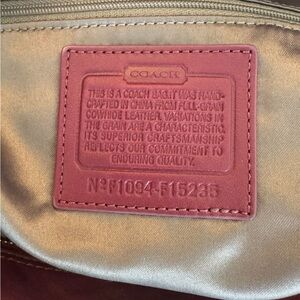 COACH
THIS IS A COACH BAG.IT WAS HAND-
CRAFTED IN CHINA FROM FULL-GRAIN
COWHIDE LEATHER. VARIATIONS IN
THE GRAIN ARE A CHARACTERISTIC.
ITS SUPERIOR CRAFTSMANSHIP
REFLECTS OUR COMMITMENT TO
ENDURING QUALITY.
Nº F1094-F15235